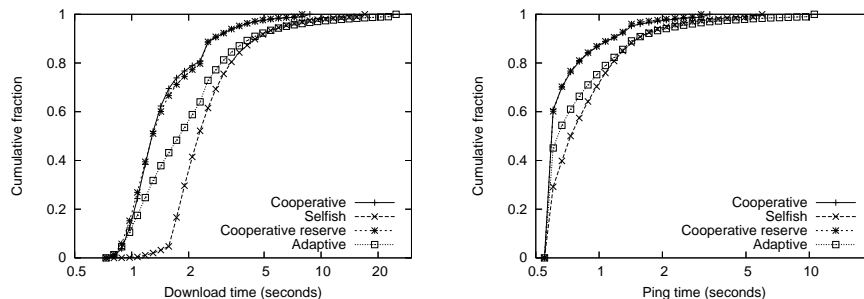 Cumulative fraction
1
0.8
0.6
0.4
0.2
0
0.5
1
2
5
10
20
Download time (seconds)
Cooperative
Selfish
Cooperative reserve
Adaptive
Cumulative fraction
1
0.8
0.6
0.4
0.2
0
0.5
1
2
5
10
Ping time (seconds)
Cooperative
Selfish
Cooperative reserve
Adaptive